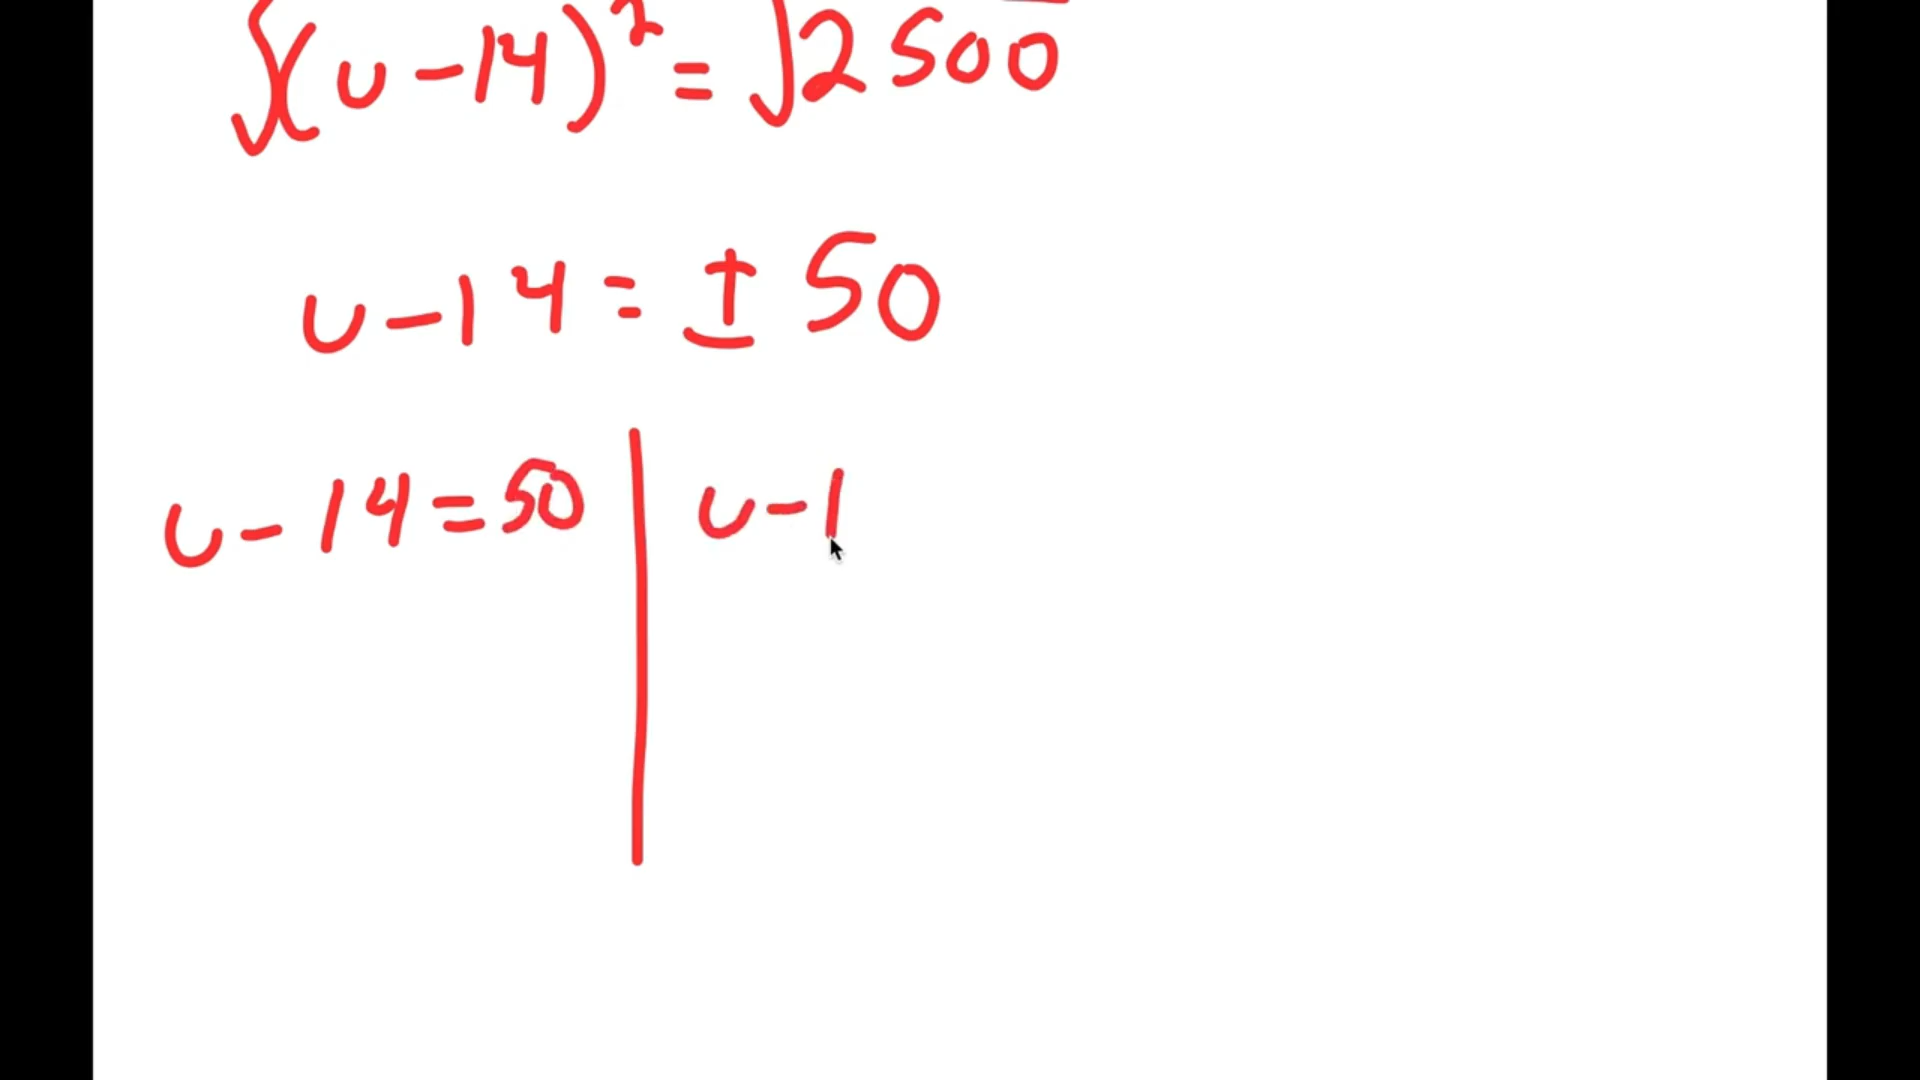 √(u-14)² = √2500
u-14 = ± 50
u - 14 = 50 | u - 1